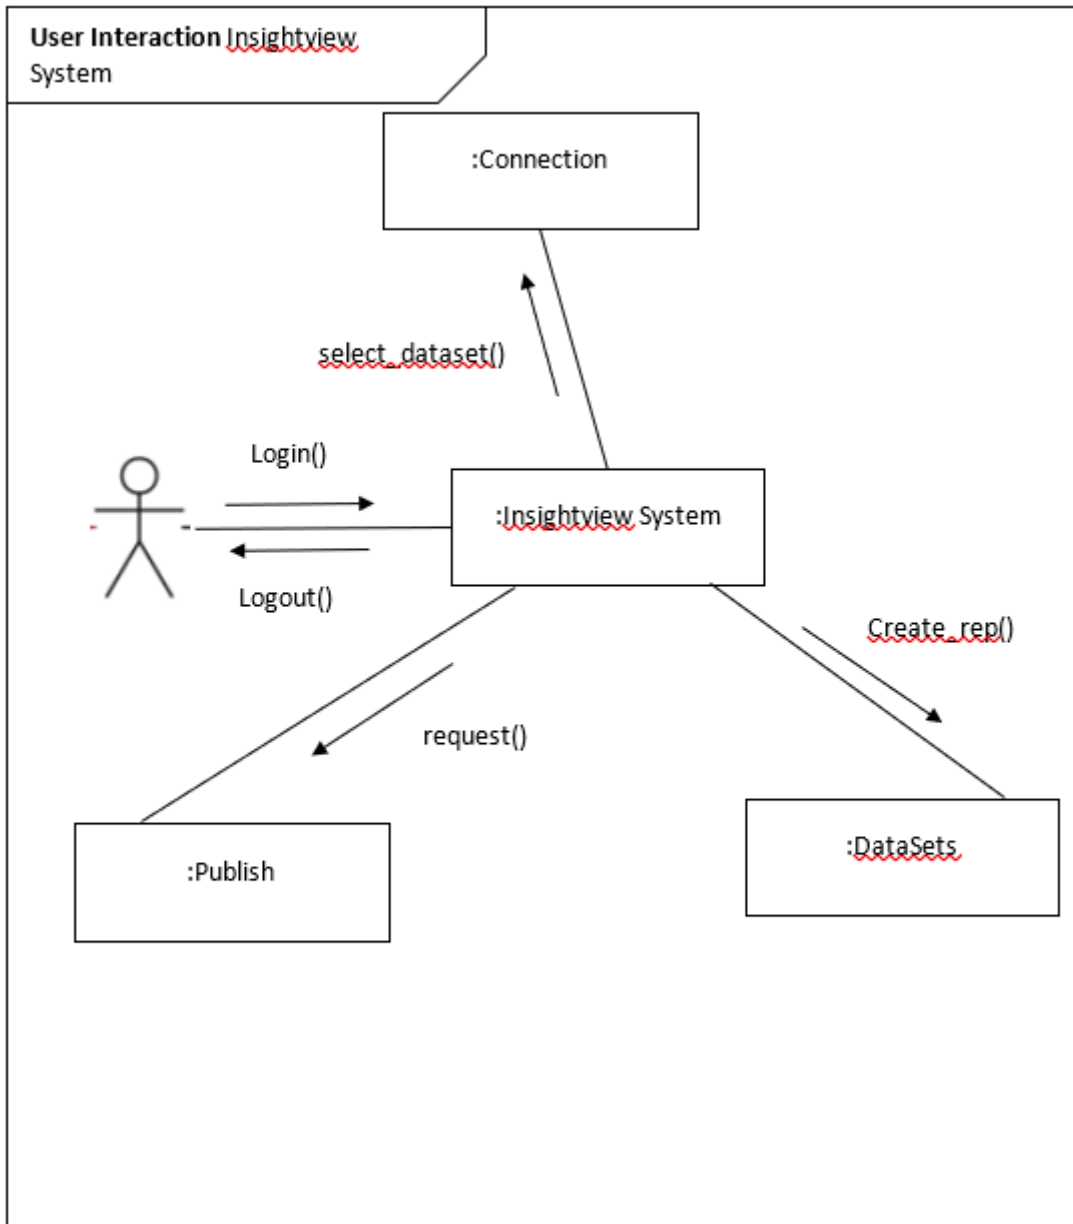 User Interaction Insightview
System
:Connection
select_dataset()
Login()
:Insightview System
Logout()
Create_rep()
request()
:DataSets
:Publish